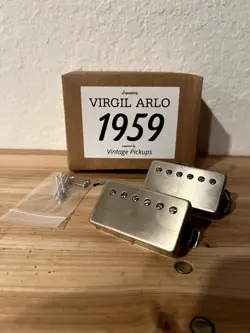 Legendary
VIRGIL ARLO
1959
inspired by
Vintage Pickups